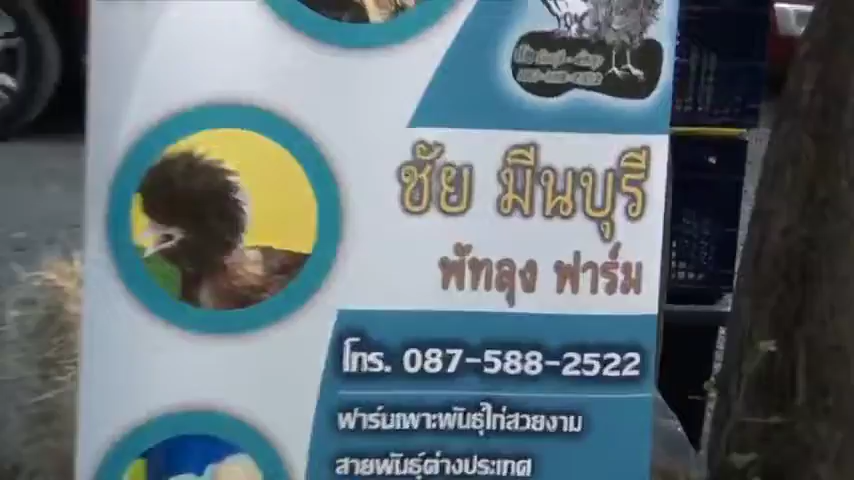 ชัย มีนบุรี
พัทลุง ฟาร์ม
โทร. 087-588-2522
ฟาร์มเพาะพันธุ์ไก่สวยงาม
สายพันธุ์ต่างประเทศ